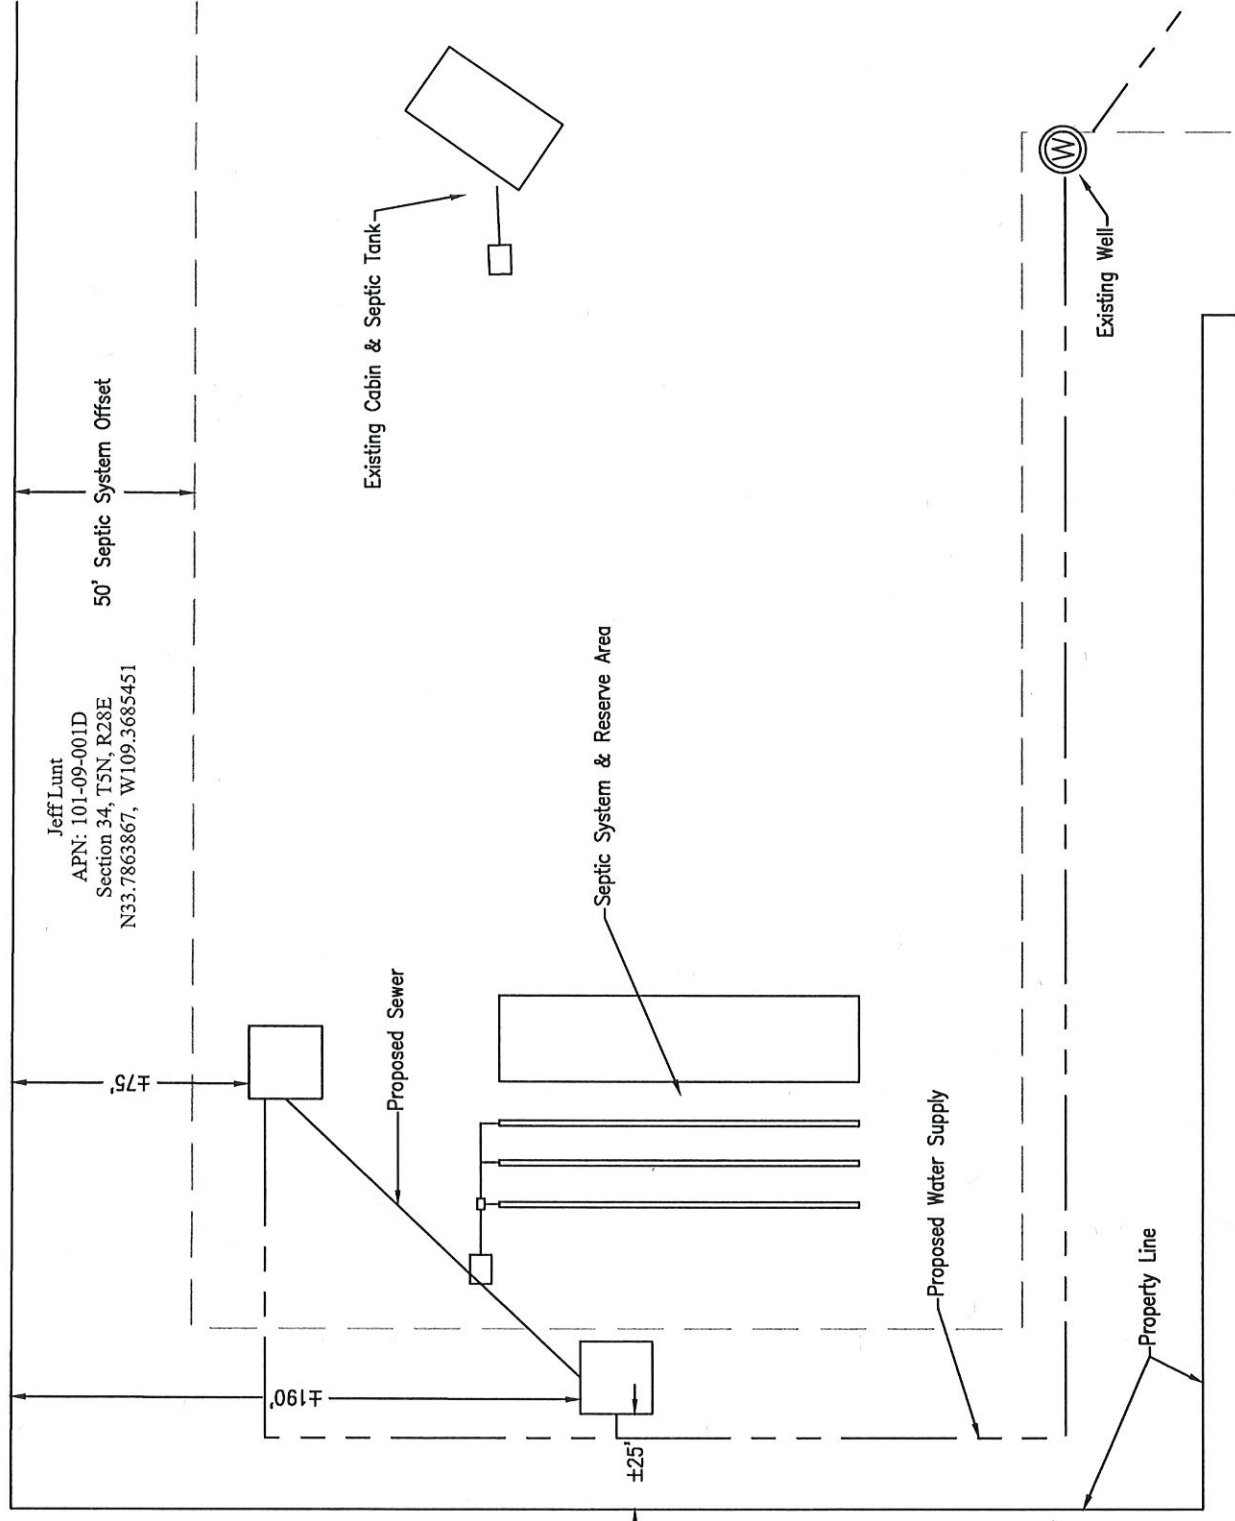 Jeff Lunt
APN: 101-09-001D
Section 34, T5N, R28E
N33.7863867, W109.3685451
50' Septic System Offset
±75'
±190'
±25'
Existing Cabin & Septic Tank
Proposed Sewer
Septic System & Reserve Area
Proposed Water Supply
Property Line
Existing Well
W